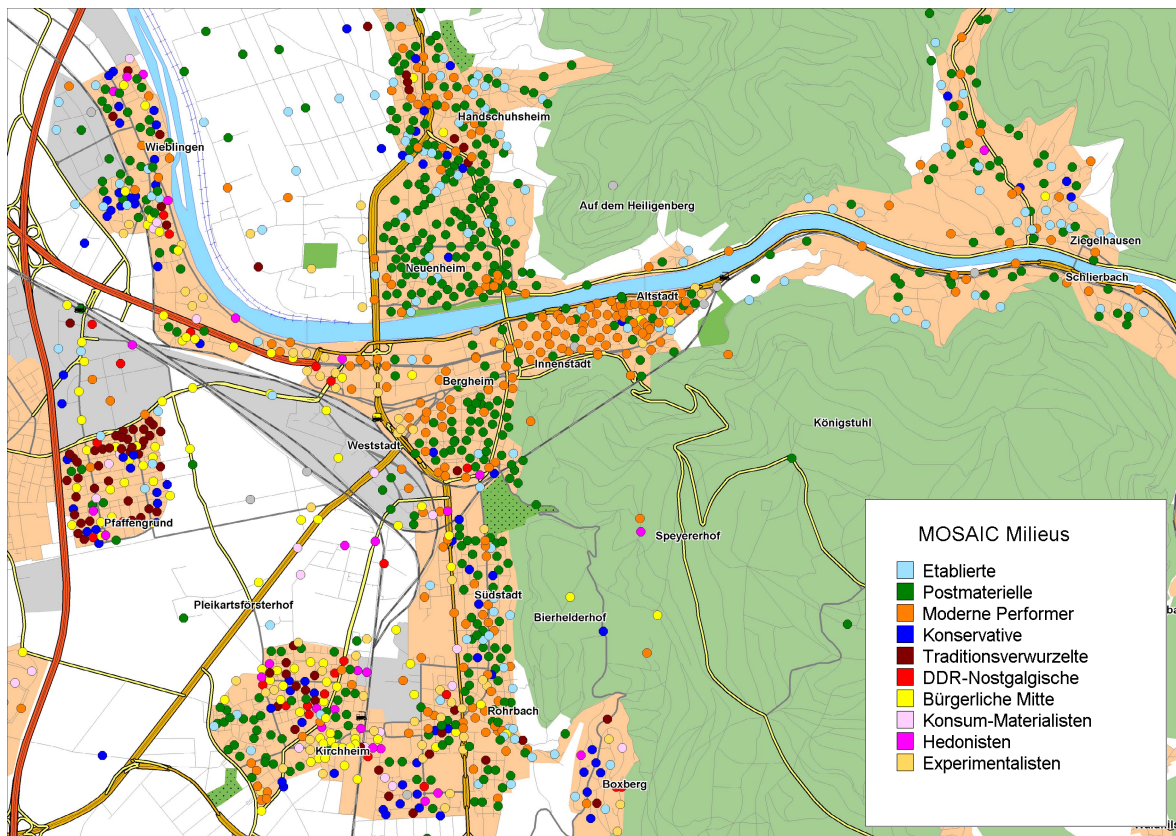 Handschuhsheim
Wieblingen
Auf dem Heiligenberg
Ziegelhausen
Neuenheim
Schlierbach
Altstadt
Innenstadt
Bergheim
Königstuhl
Weststadt
Pfaffengrund
Speyererhof
Südstadt
Pleikartsförsterhof
Bierhelderhof
Rohrbach
Kirchheim
Boxberg
MOSAIC Milieus
Etablierte
Postmaterielle
Moderne Performer
Konservative
Traditionsverwurzelte
DDR-Nostgalgische
Bürgerliche Mitte
Konsum-Materialisten
Hedonisten
Experimentalisten